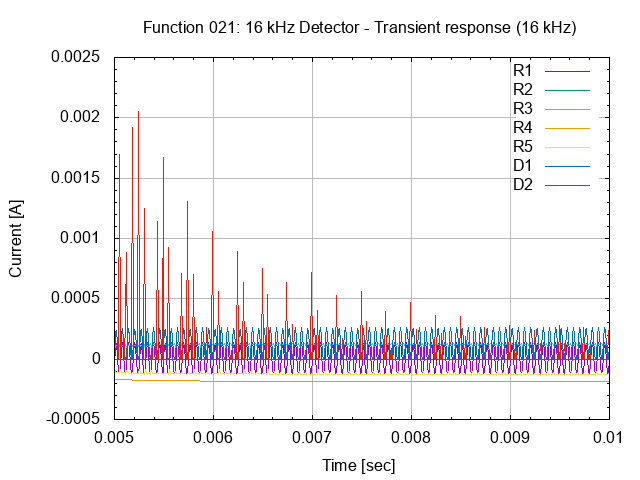 Function 021: 16 kHz Detector - Transient response (16 kHz)
0.0025
0.002
0.0015
0.001
0.0005
0
-0.0005
0.005 0.006 0.007 0.008 0.009 0.01
Current [A]
Time [sec]
R1
R2
R3
R4
R5
D1
D2